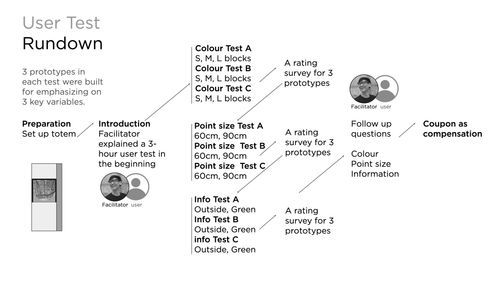 User Test
Rundown
3 prototypes in
each test were built
for emphasizing on
3 key variables.
Preparation
Set up totem
Introduction
Facilitator
explained a 3-
hour user test in
the beginning
Facilitator user
Colour Test A
S, M, L blocks
Colour Test B
S, M, L blocks
Colour Test C
S, M, L blocks
A rating
survey for 3
prototypes
Point size Test A
60cm, 90cm
Point size Test B
60cm, 90cm
Point size Test C
60cm, 90cm
A rating
survey for 3
prototypes
Info Test A
Outside, Green
Info Test B
Outside, Green
info Test C
Outside, Green
A rating
survey for 3
prototypes
Facilitator user
Follow up
questions
Colour
Point size
Information
Coupon as
compensation